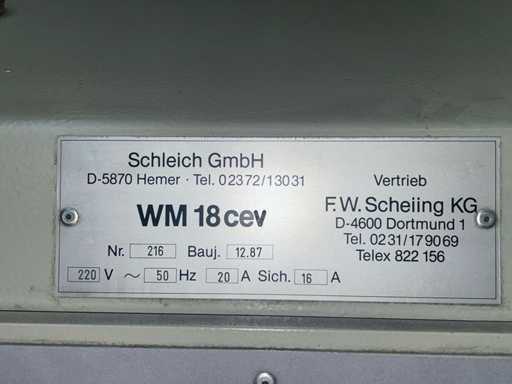 Schleich GmbH
D-5870 Hemer · Tel. 02372/13031
WM 18 cev
Nr. 216 Bauj. 12.87
220 V ~ 50 Hz 20 A Sich. 16 A
Vertrieb
F.W. Scheiing KG
D-4600 Dortmund 1
Tel. 0231/179069
Telex 822 156